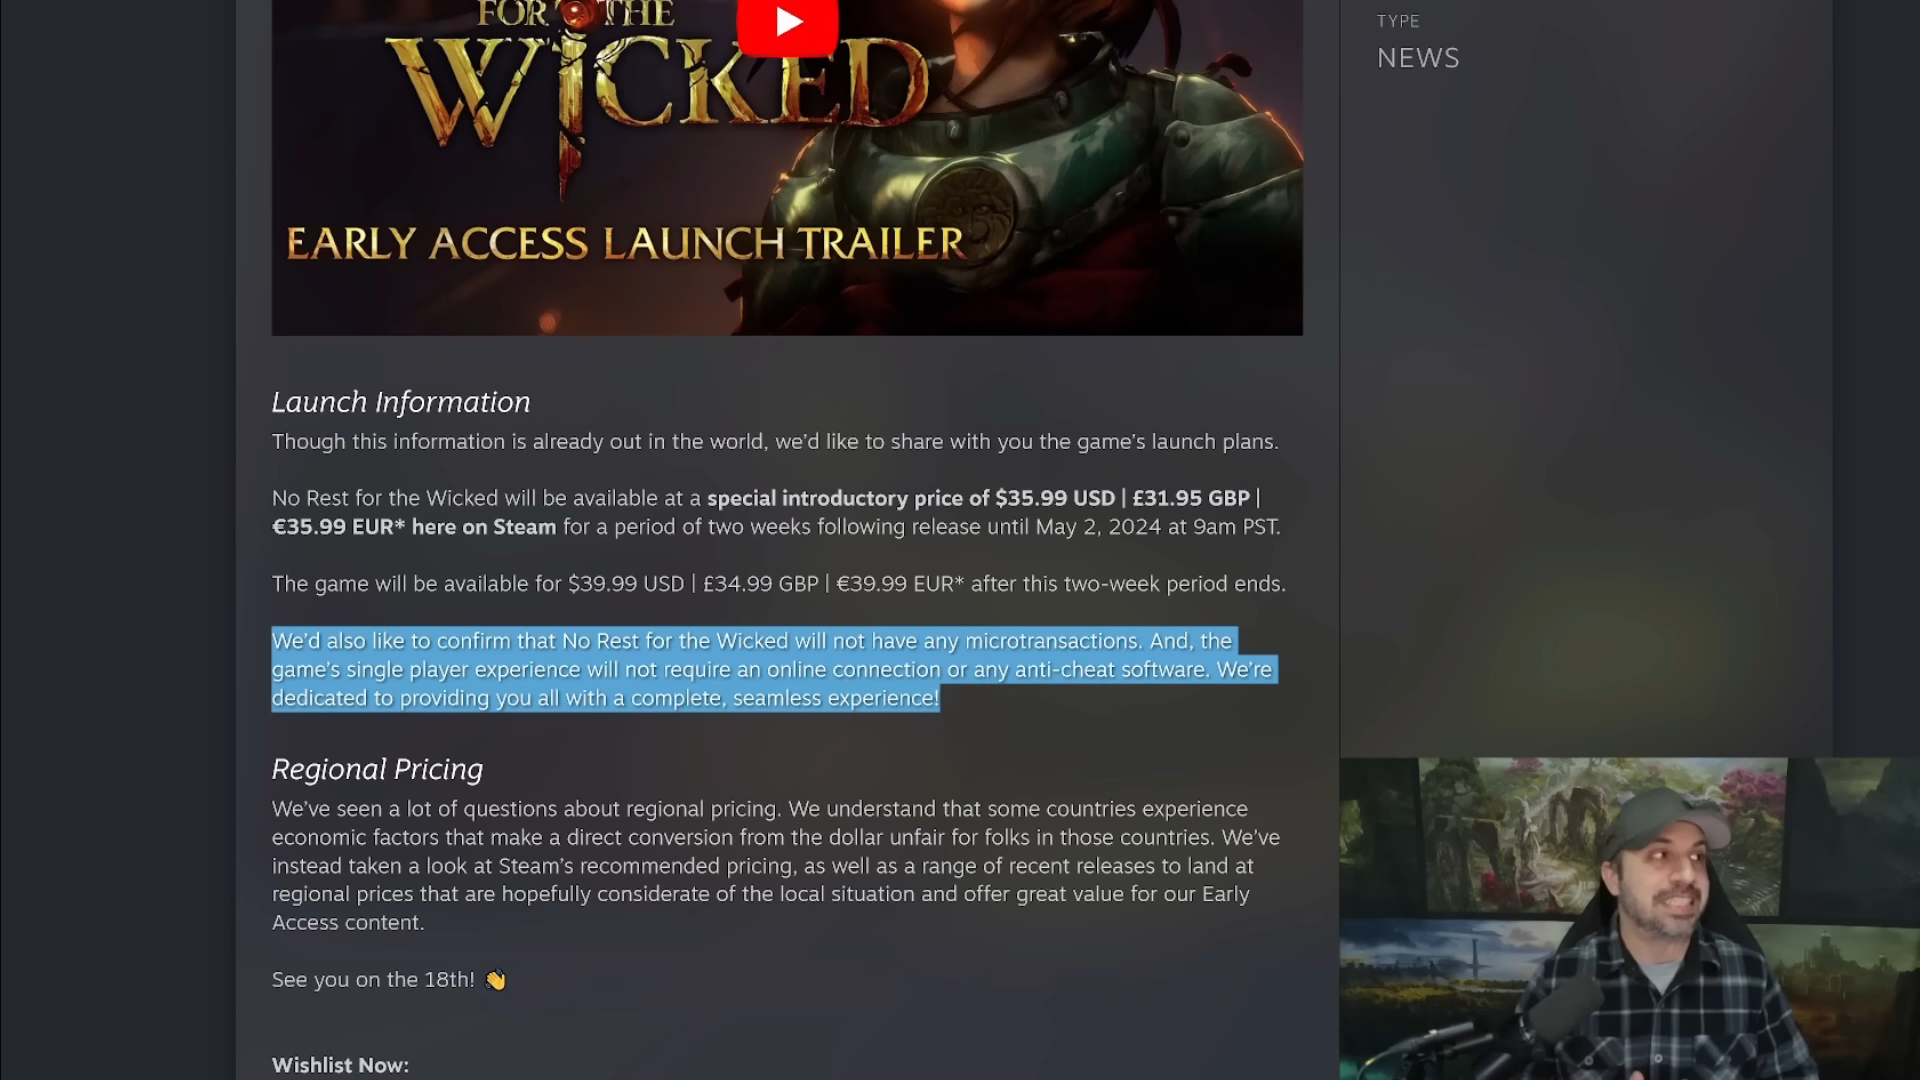 FOR THE
WICKED
EARLY ACCESS LAUNCH TRAILER
TYPE
NEWS
Launch Information
Though this information is already out in the world, we'd like to share with you the game's launch plans.
No Rest for the Wicked will be available at a special introductory price of $35.99 USD | £31.95 GBP |
€35.99 EUR* here on Steam for a period of two weeks following release until May 2, 2024 at 9am PST.
The game will be available for $39.99 USD | £34.99 GBP | €39.99 EUR* after this two-week period ends.
We'd also like to confirm that No Rest for the Wicked will not have any microtransactions. And, the
game's single player experience will not require an online connection or any anti-cheat software. We're
dedicated to providing you all with a complete, seamless experience!
Regional Pricing
We've seen a lot of questions about regional pricing. We understand that some countries experience
economic factors that make a direct conversion from the dollar unfair for folks in those countries. We've
instead taken a look at Steam's recommended pricing, as well as a range of recent releases to land at
regional prices that are hopefully considerate of the local situation and offer great value for our Early
Access content.
See you on the 18th! 👋
Wishlist Now: